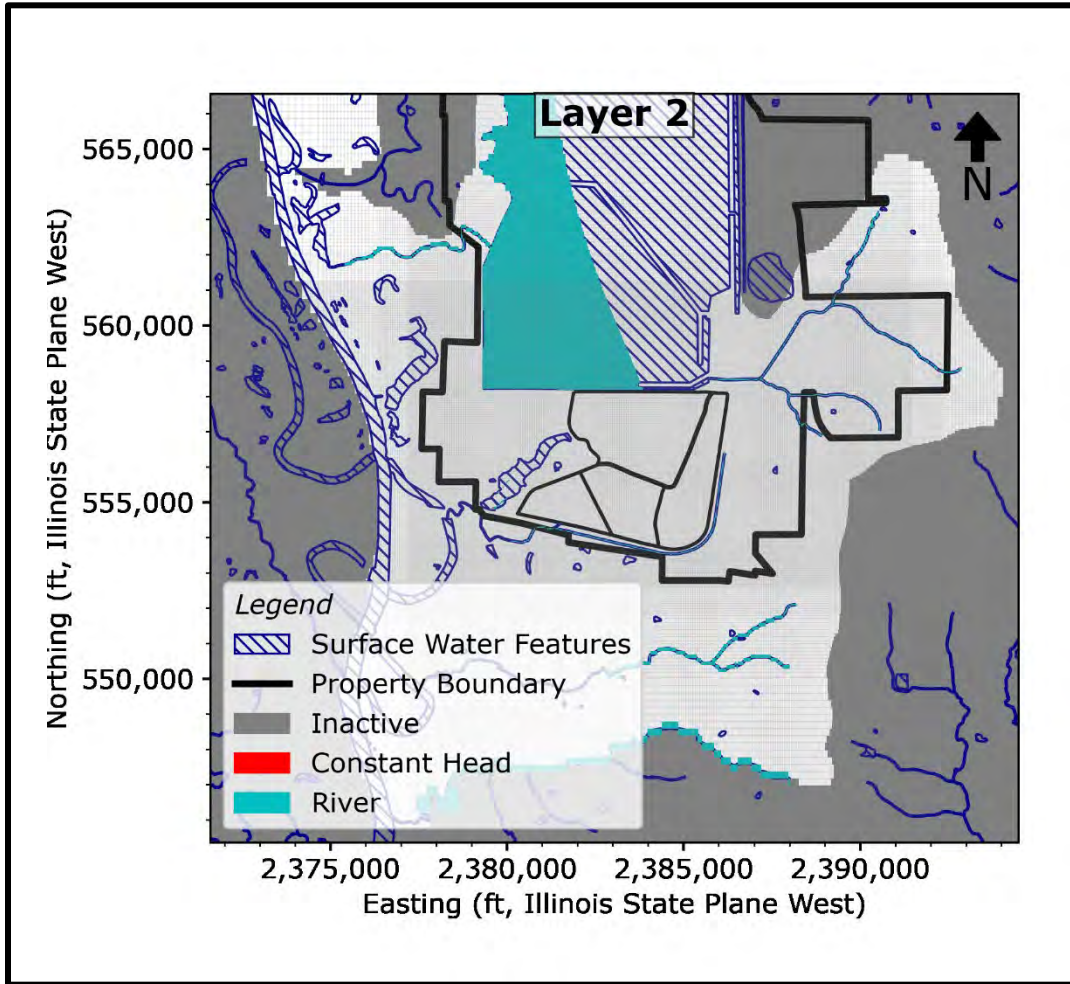 Layer 2
N
565,000
560,000
555,000
550,000
Northing (ft, Illinois State Plane West)
Legend
Surface Water Features
Property Boundary
Inactive
Constant Head
River
2,375,000 2,380,000 2,385,000 2,390,000
Easting (ft, Illinois State Plane West)